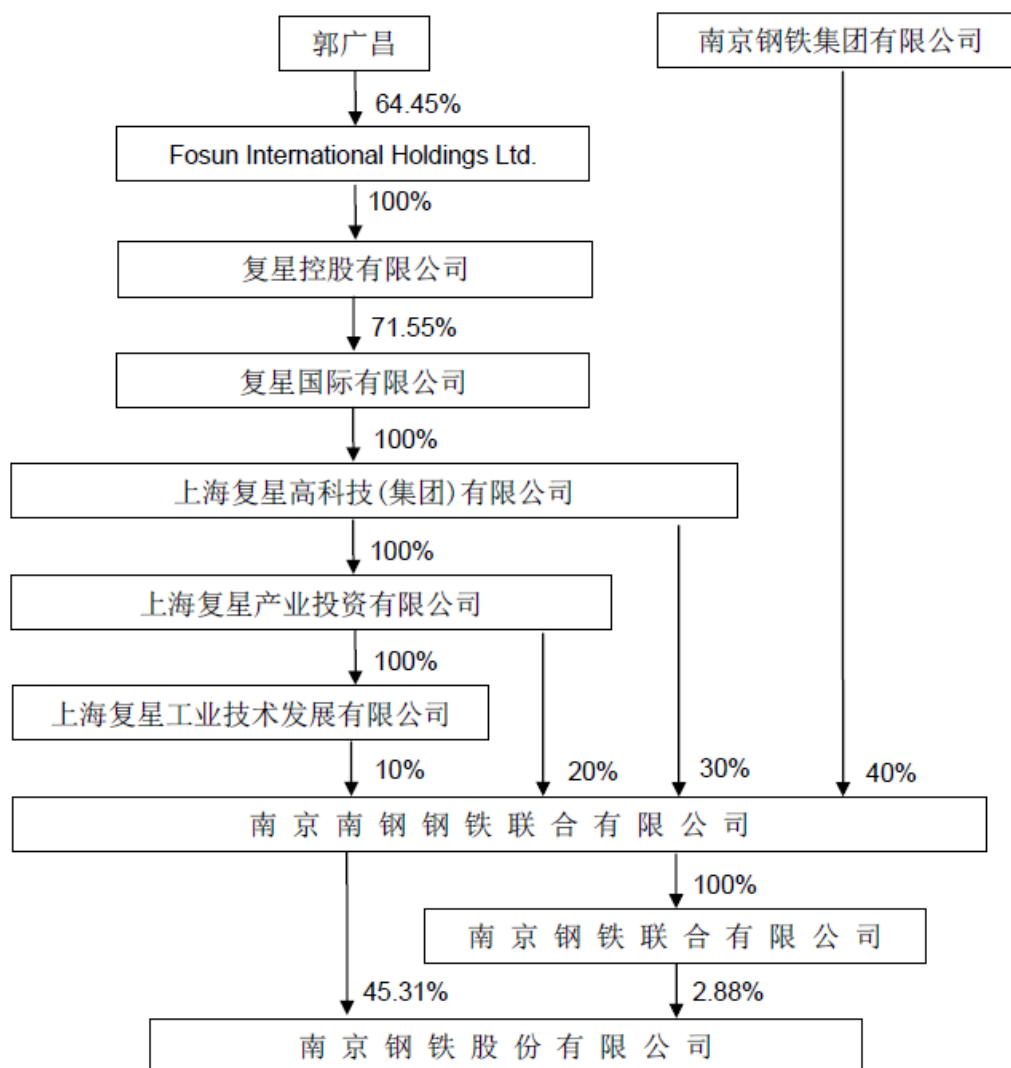 郭广昌
南京钢铁集团有限公司
64.45%
Fosun International Holdings Ltd.
100%
复星控股有限公司
71.55%
复星国际有限公司
100%
上海复星高科技(集团)有限公司
100%
上海复星产业投资有限公司
100%
上海复星工业技术发展有限公司
10%
20%
30%
40%
南京南钢钢铁联合有限公司
100%
南京钢铁联合有限公司
45.31%
2.88%
南京钢铁股份有限公司